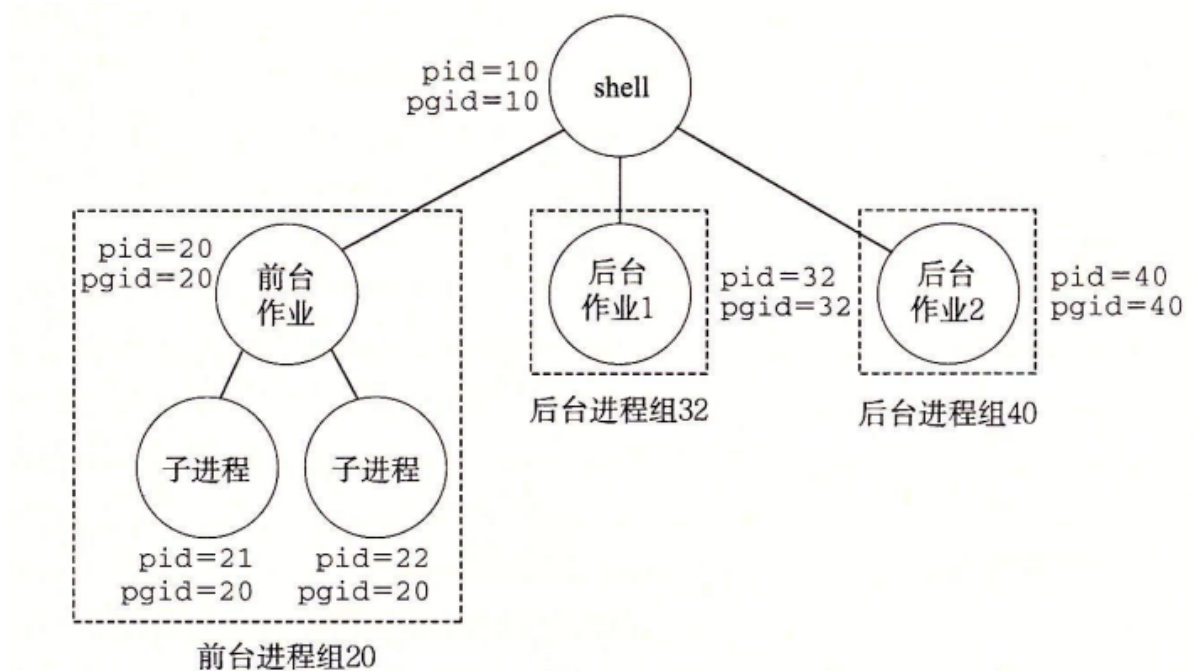 pid=10
pgid=10
shell
pid=20
pgid=20
前台
作业
后台
作业1
pid=32
pgid=32
后台
作业2
pid=40
pgid=40
后台进程组32
后台进程组40
子进程
子进程
pid=21
pgid=20
pid=22
pgid=20
前台进程组20